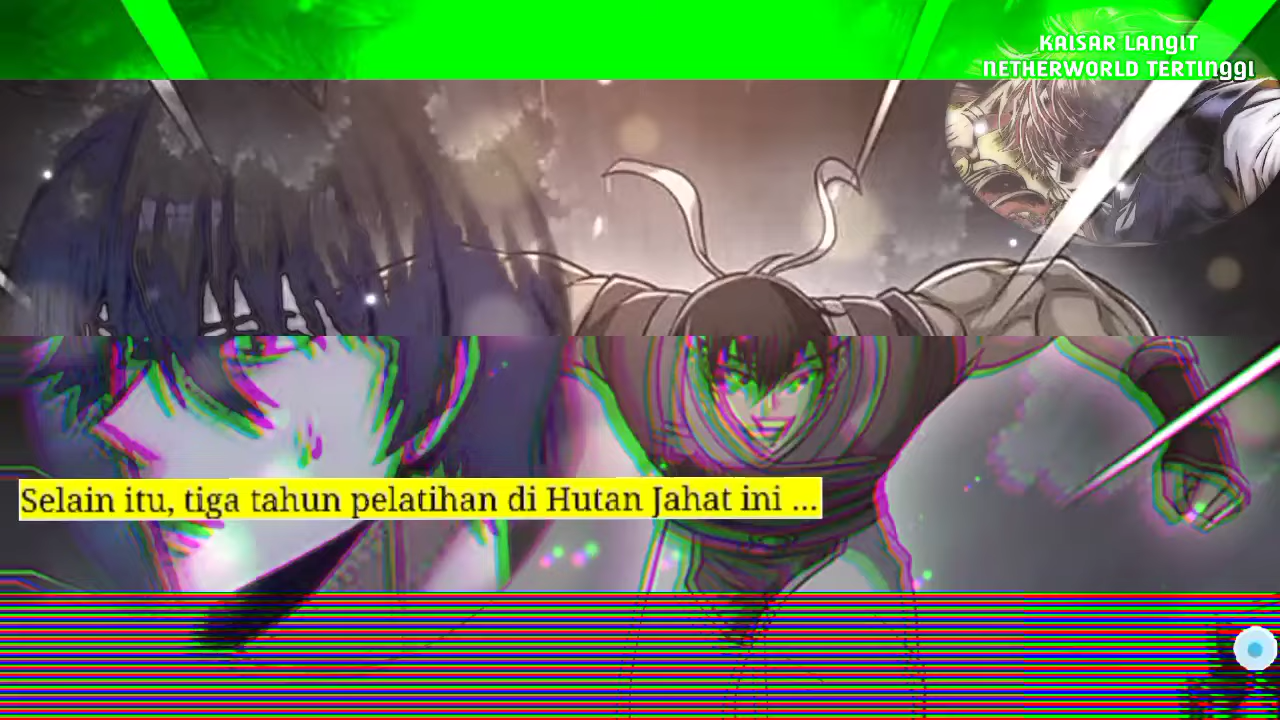 KAISAR LANGIT
NETHERWORLD TERTINGGI
Selain itu, tiga tahun pelatihan di Hutan Jahat ini ...